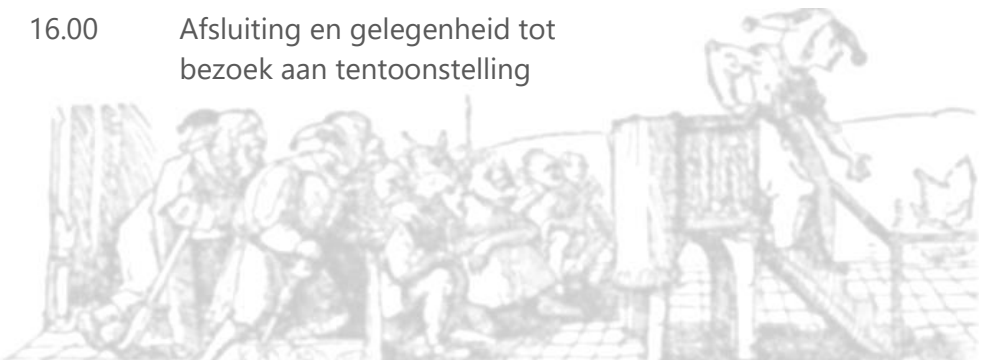 16.00 Afsluiting en gelegenheid tot
bezoek aan tentoonstelling